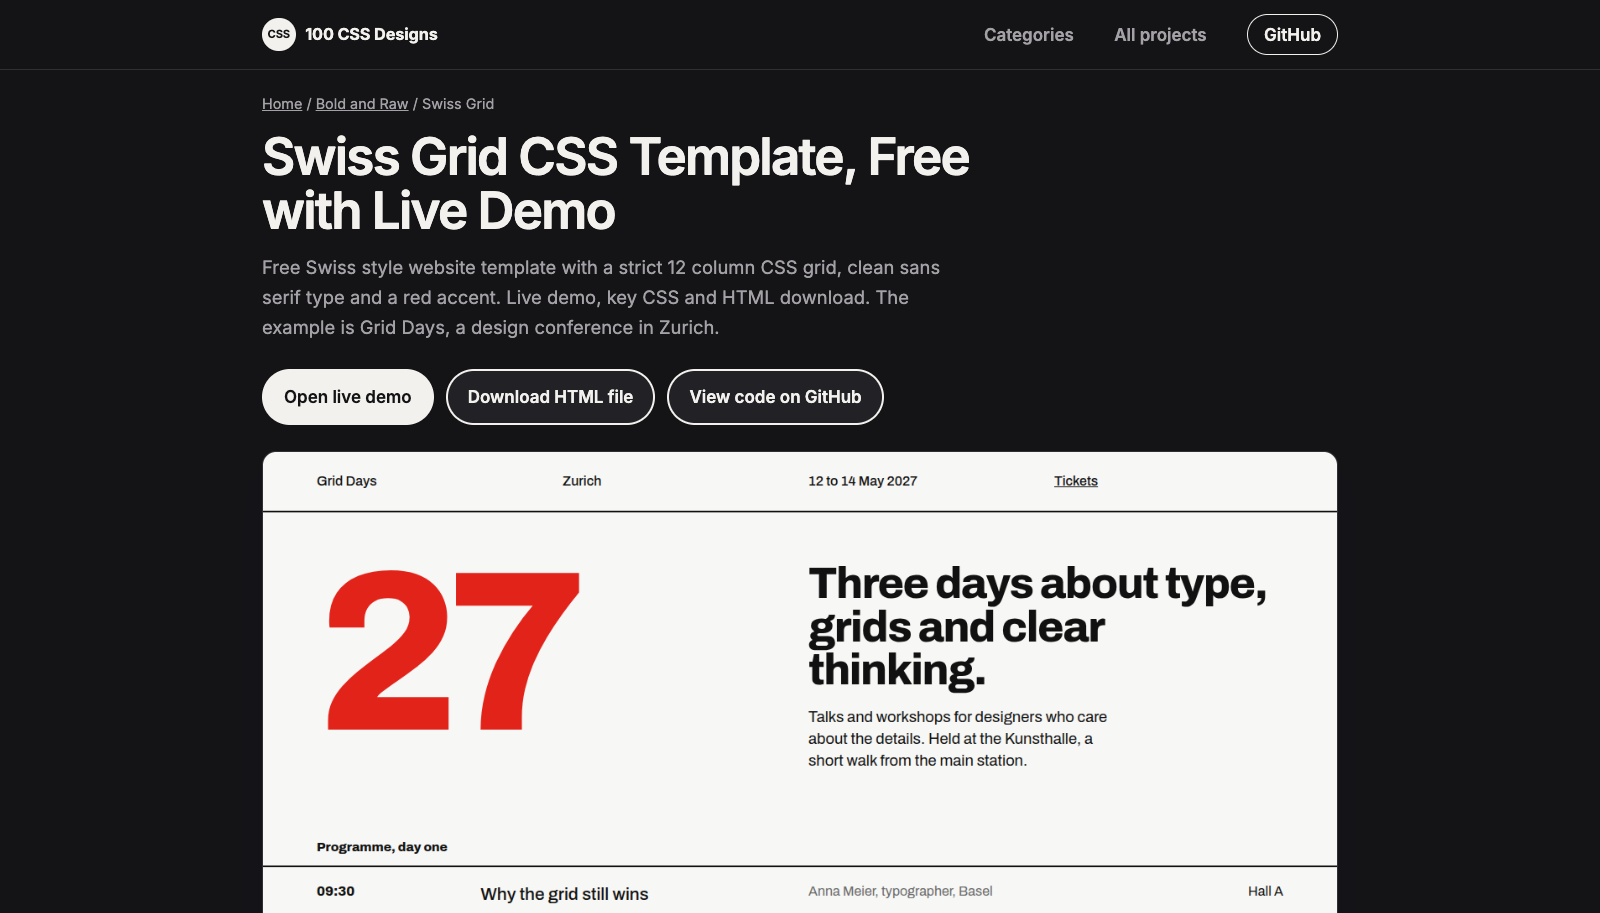 CSS 100 CSS Designs
Categories
All projects
GitHub
Home / Bold and Raw / Swiss Grid
Swiss Grid CSS Template, Free
with Live Demo
Free Swiss style website template with a strict 12 column CSS grid, clean sans
serif type and a red accent. Live demo, key CSS and HTML download. The
example is Grid Days, a design conference in Zurich.
Open live demo
Download HTML file
View code on GitHub
Grid Days
Zurich
12 to 14 May 2027
Tickets
27
Three days about type,
grids and clear
thinking.
Talks and workshops for designers who care
about the details. Held at the Kunsthalle, a
short walk from the main station.
Programme, day one
09:30
Why the grid still wins
Anna Meier, typographer, Basel
Hall A